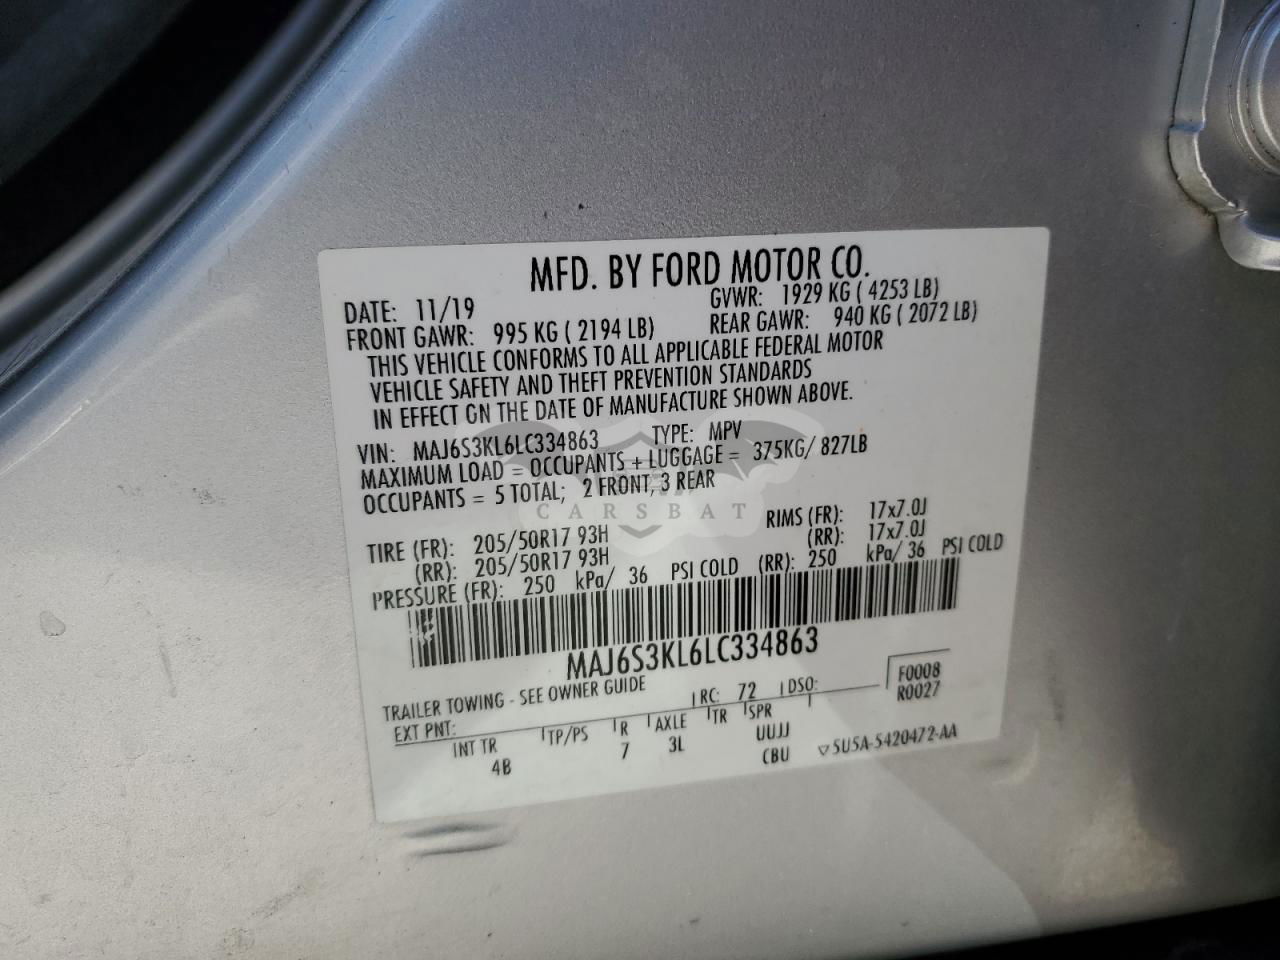 MFD. BY FORD MOTOR CO.
DATE: 11/19 GVWR: 1929 KG ( 4253 LB)
FRONT GAWR: 995 KG ( 2194 LB) REAR GAWR: 940 KG ( 2072 LB)
THIS VEHICLE CONFORMS TO ALL APPLICABLE FEDERAL MOTOR
VEHICLE SAFETY AND THEFT PREVENTION STANDARDS
IN EFFECT ON THE DATE OF MANUFACTURE SHOWN ABOVE.
VIN: MAJ6S3KL6LC334863 TYPE: MPV
MAXIMUM LOAD = OCCUPANTS + LUGGAGE = 375KG/ 827LB
OCCUPANTS = 5 TOTAL; 2 FRONT, 3 REAR
CARSBAT
TIRE (FR): 205/50R17 93H RIMS (FR): 17x7.0J
(RR): 205/50R17 93H (RR): 17x7.0J
PRESSURE (FR): 250 kPa/ 36 PSI COLD (RR): 250 kPa/ 36 PSI COLD
MAJ6S3KL6LC334863
TRAILER TOWING - SEE OWNER GUIDE
F0008
R0027
EXT PNT: RC: 72 DSO:
INT TR TP/PS R AXLE TR SPR
4B 7 3L UUJJ
CBU 5U5A-5420472-AA